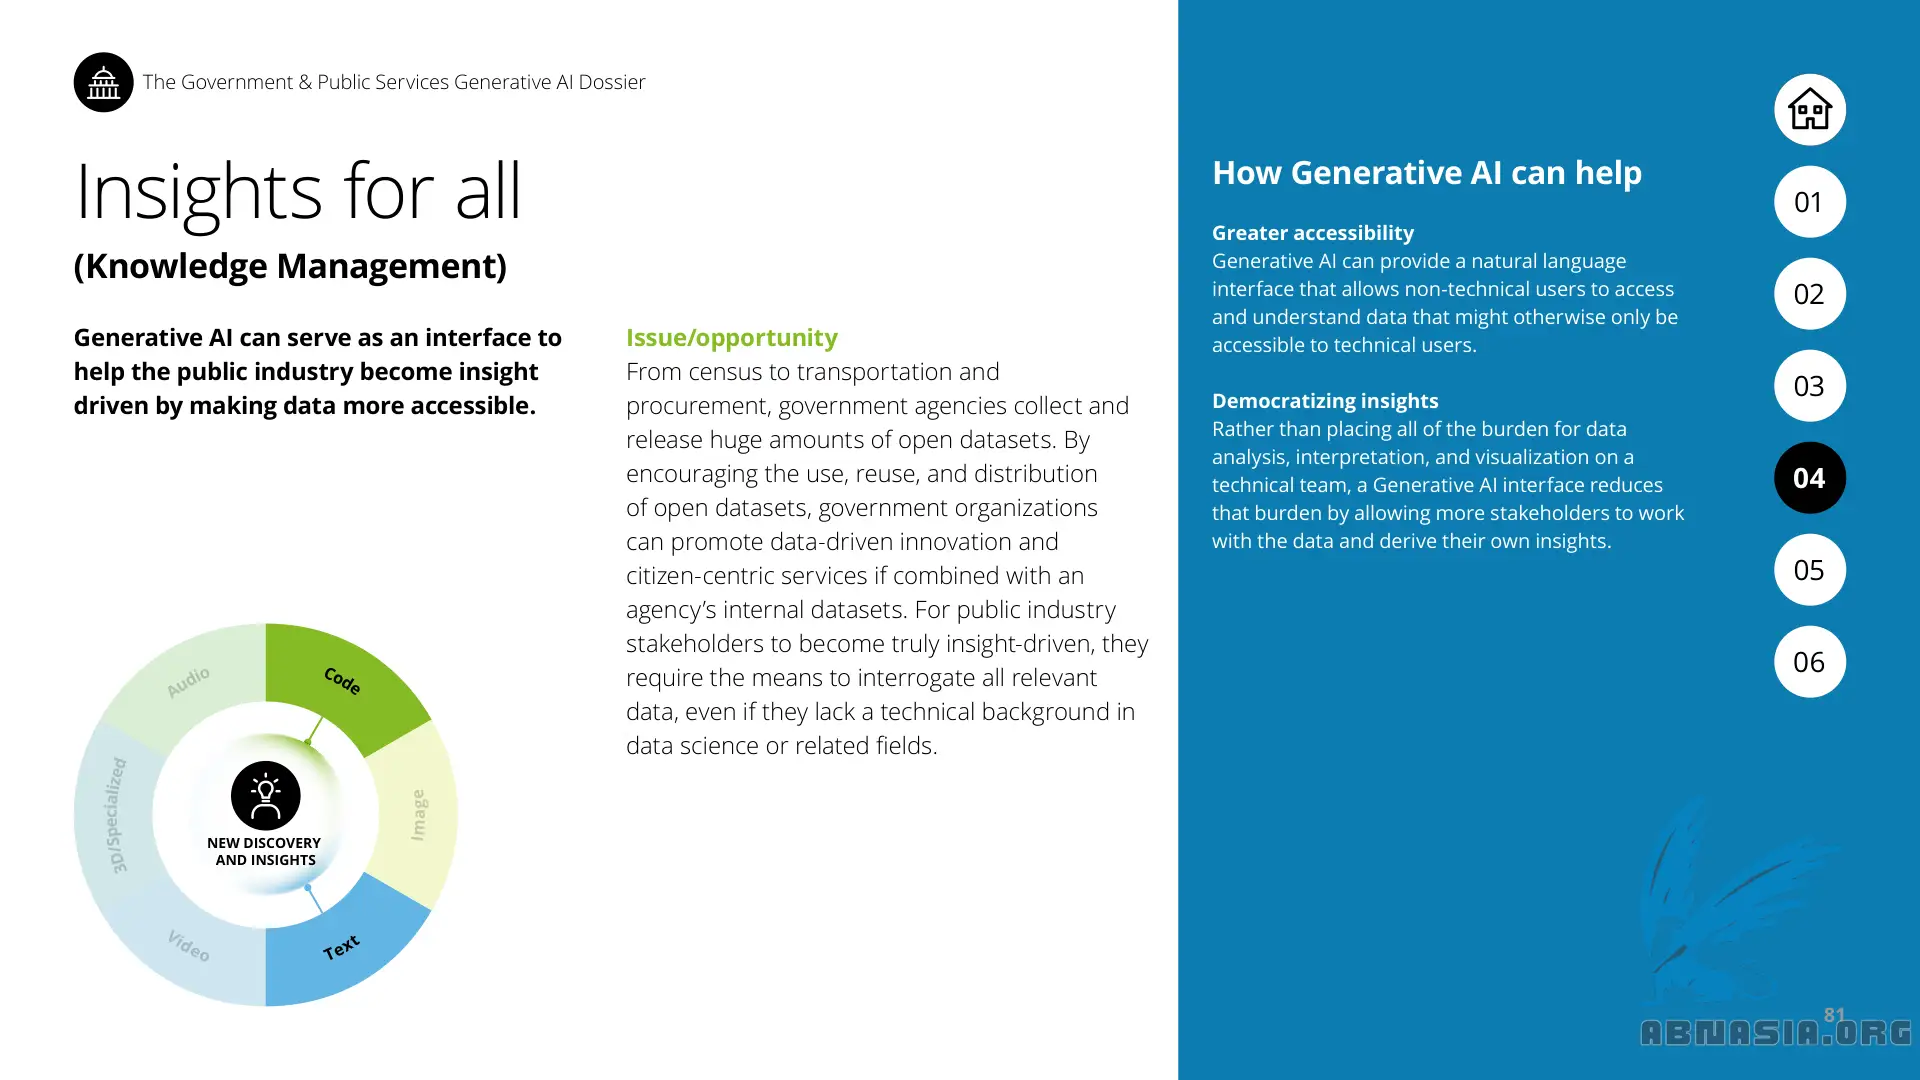 The Government & Public Services Generative AI Dossier
Insights for all
(Knowledge Management)
Generative AI can serve as an interface to
help the public industry become insight
driven by making data more accessible.
Issue/opportunity
From census to transportation and
procurement, government agencies collect and
release huge amounts of open datasets. By
encouraging the use, reuse, and distribution
of open datasets, government organizations
can promote data-driven innovation and
citizen-centric services if combined with an
agency’s internal datasets. For public industry
stakeholders to become truly insight-driven, they
require the means to interrogate all relevant
data, even if they lack a technical background in
data science or related fields.
Audio
Code
3D/Specialized
Image
NEW DISCOVERY
AND INSIGHTS
Video
Text
How Generative AI can help
Greater accessibility
Generative AI can provide a natural language
interface that allows non-technical users to access
and understand data that might otherwise only be
accessible to technical users.
Democratizing insights
Rather than placing all of the burden for data
analysis, interpretation, and visualization on a
technical team, a Generative AI interface reduces
that burden by allowing more stakeholders to work
with the data and derive their own insights.
01
02
03
04
05
06
81
ABNASIA.ORG